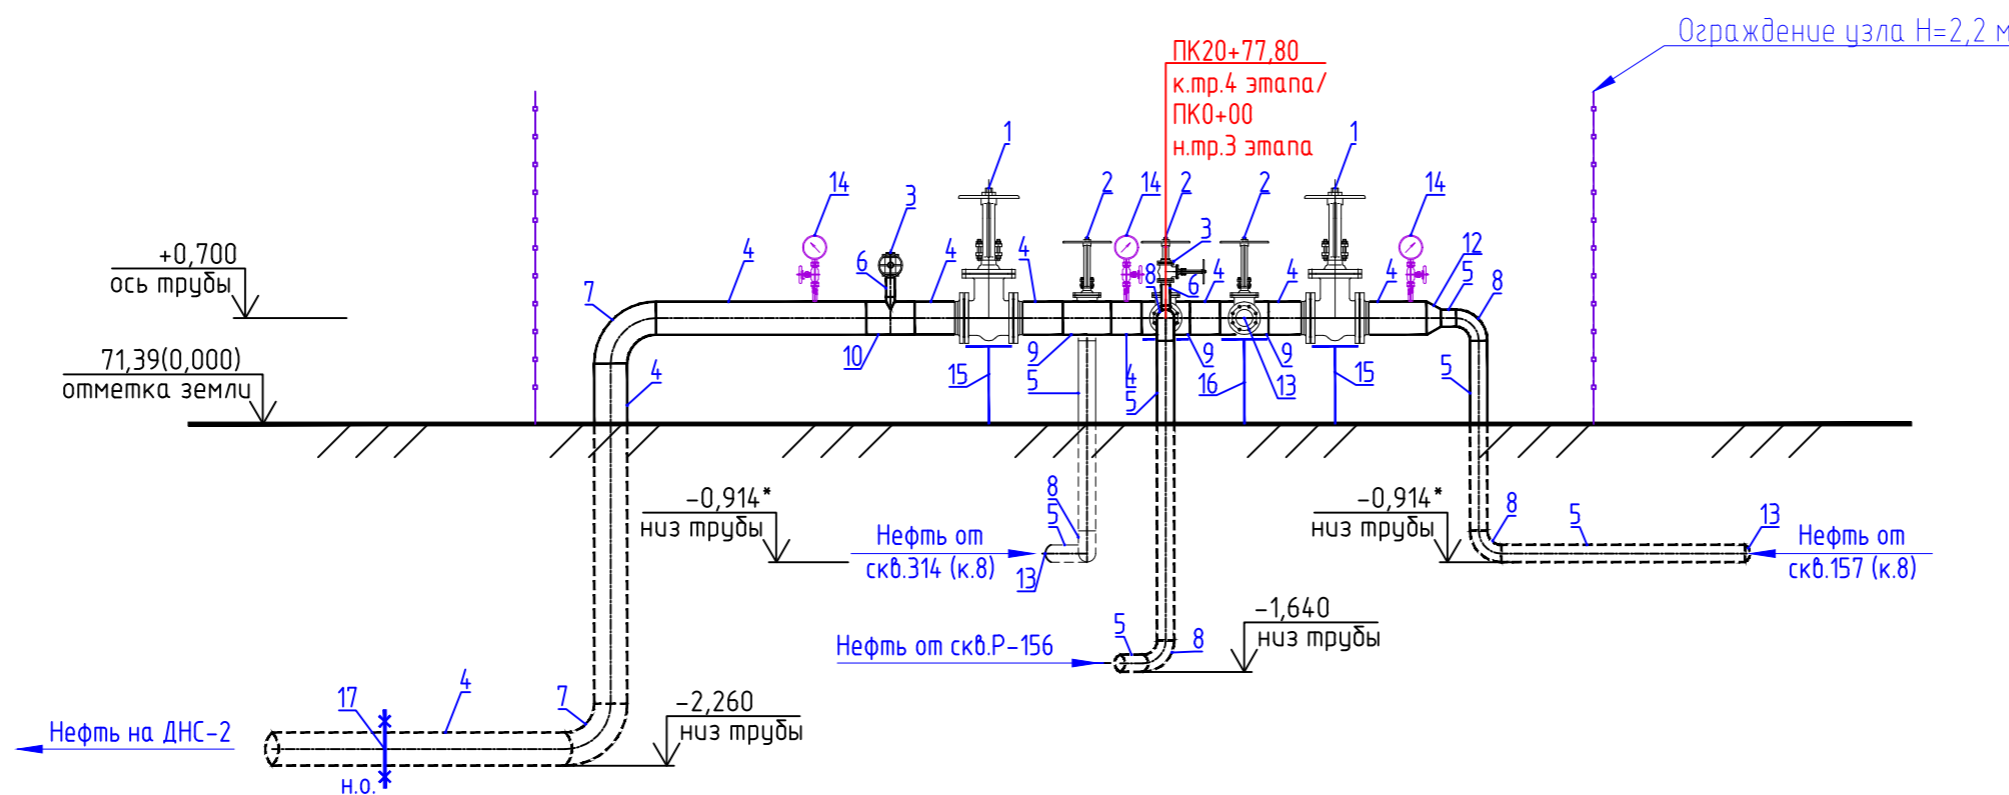 Ограждение узла Н=2,2 м
ПК20+77,80
к.тр.4 этапа/
ПК0+00
н.тр.3 этапа
1
1
14
3
2
14
2
3
2
14
12
+0,700
ось трубы
4
6
4
4
8
6
4
4
4
5
8
7
71,39(0,000)
отметка земли
10
9
9
9
4
15
5
4
5
16
13
15
5
-0,914*
низ трубы
8
5
Нефть от
скв.314 (к.8)
13
-0,914*
низ трубы
8
5
13
Нефть от
скв.157 (к.8)
Нефть от скв.Р-156
5
8
-1,640
низ трубы
17
4
7
-2,260
низ трубы
Нефть на ДНС-2
н.о.